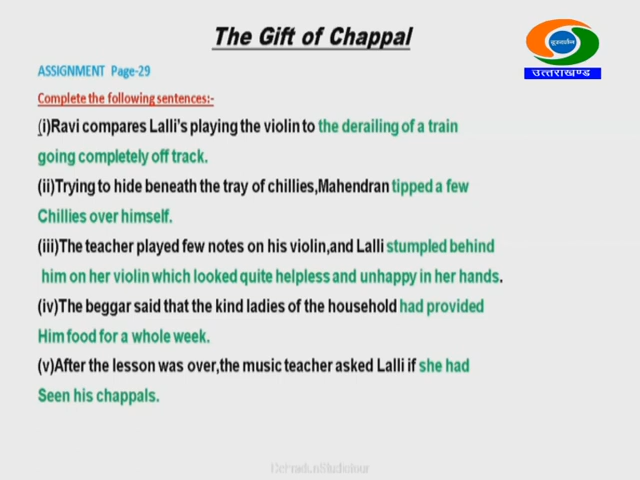 The Gift of Chappal
दूरदर्शन
उत्तराखण्ड
ASSIGNMENT Page-29
Complete the following sentences:-
(i)Ravi compares Lalli's playing the violin to the derailing of a train
going completely off track.
(ii)Trying to hide beneath the tray of chillies,Mahendran tipped a few
Chillies over himself.
(iii)The teacher played few notes on his violin,and Lalli stumpled behind
him on her violin which looked quite helpless and unhappy in her hands.
(iv)The beggar said that the kind ladies of the household had provided
Him food for a whole week.
(v)After the lesson was over,the music teacher asked Lalli if she had
Seen his chappals.